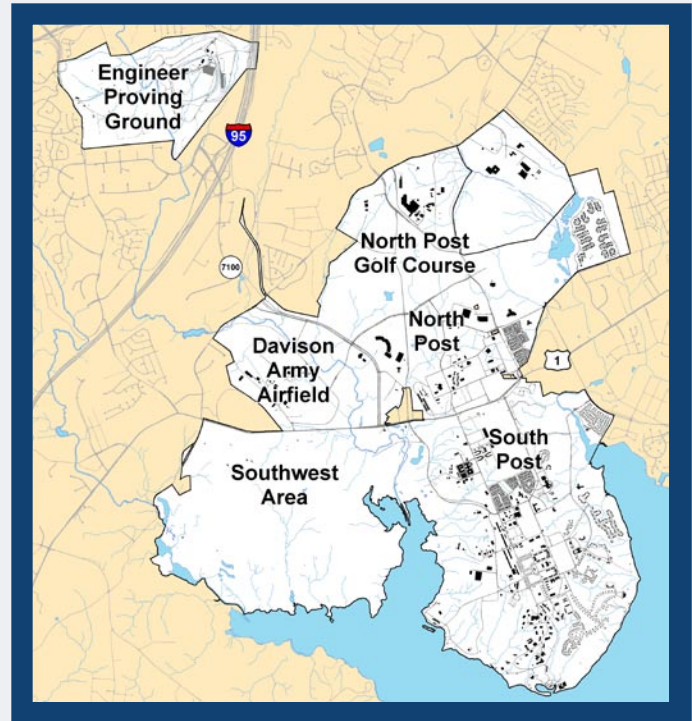 Engineer
Proving
Ground
95
7100
North Post
Golf Course
North
Post
Davison
Army
Airfield
1
South
Post
Southwest
Area